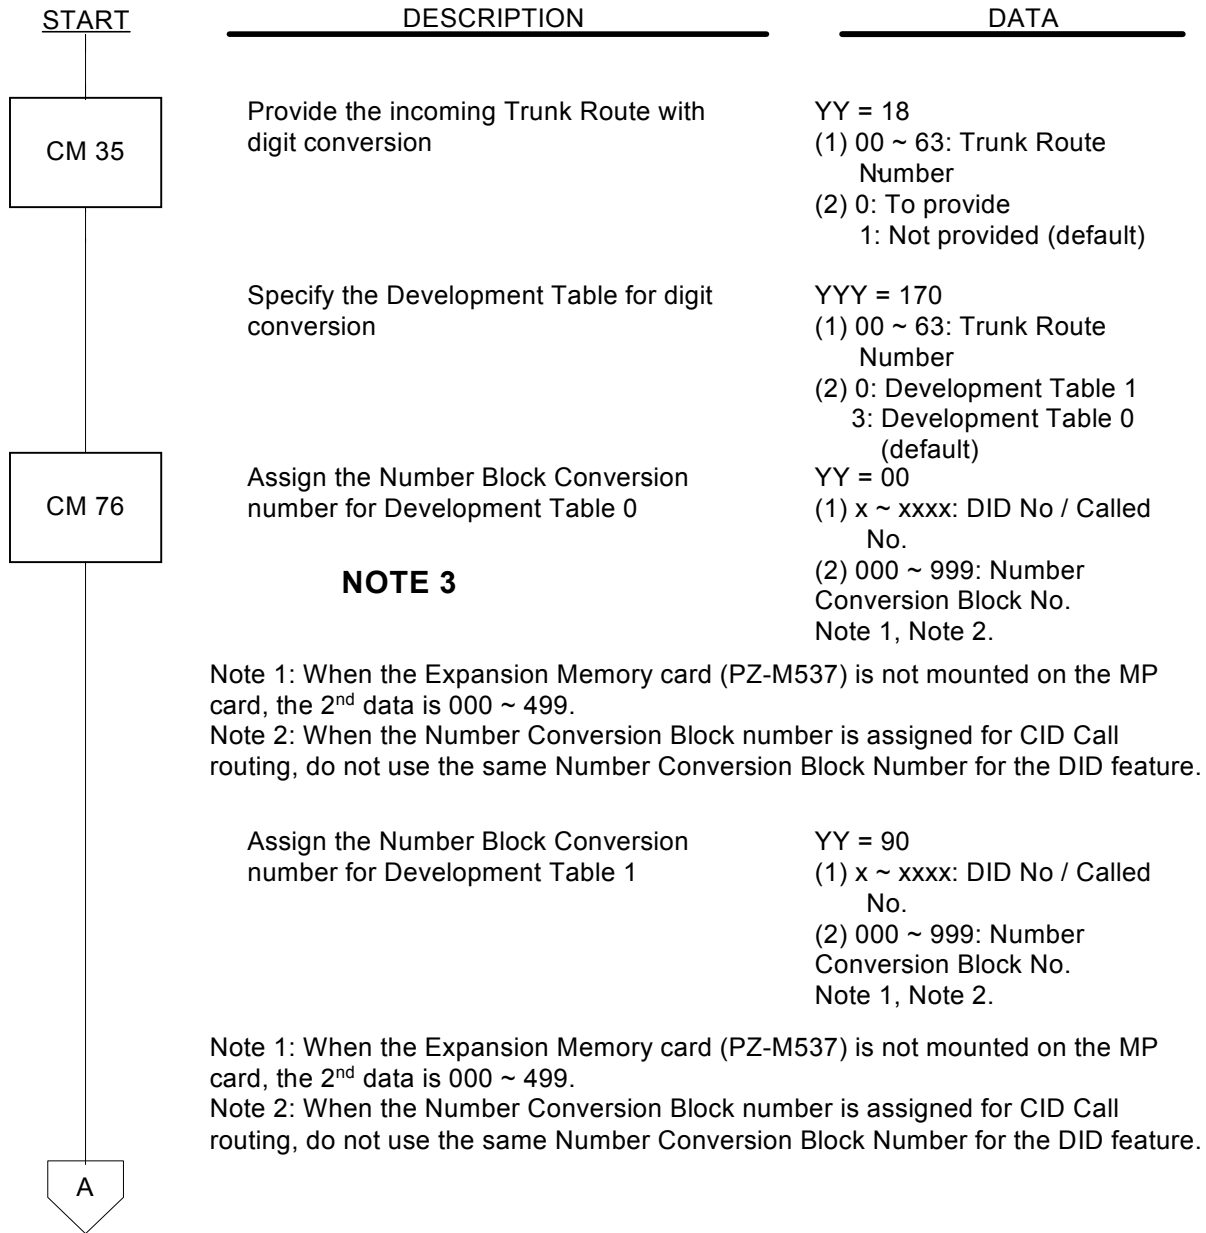 START DESCRIPTION DATA
CM 35
Provide the incoming Trunk Route with
digit conversion
YY = 18
(1) 00 ~ 63: Trunk Route
Number
(2) 0: To provide
1: Not provided (default)
Specify the Development Table for digit
conversion
YYY = 170
(1) 00 ~ 63: Trunk Route
Number
(2) 0: Development Table 1
3: Development Table 0
(default)
CM 76
Assign the Number Block Conversion
number for Development Table 0
NOTE 3
YY = 00
(1) x ~ xxxx: DID No / Called
No.
(2) 000 ~ 999: Number
Conversion Block No.
Note 1, Note 2.
Note 1: When the Expansion Memory card (PZ-M537) is not mounted on the MP
card, the 2nd data is 000 ~ 499.
Note 2: When the Number Conversion Block number is assigned for CID Call
routing, do not use the same Number Conversion Block Number for the DID feature.
Assign the Number Block Conversion
number for Development Table 1
YY = 90
(1) x ~ xxxx: DID No / Called
No.
(2) 000 ~ 999: Number
Conversion Block No.
Note 1, Note 2.
Note 1: When the Expansion Memory card (PZ-M537) is not mounted on the MP
card, the 2nd data is 000 ~ 499.
Note 2: When the Number Conversion Block number is assigned for CID Call
routing, do not use the same Number Conversion Block Number for the DID feature.
A